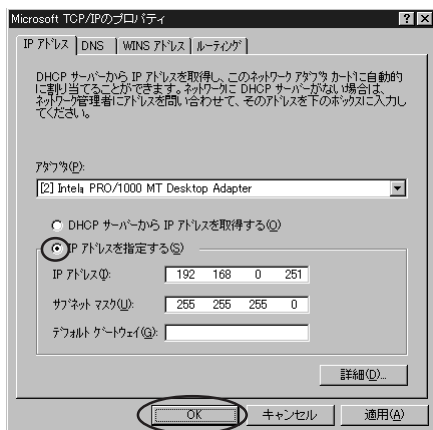 Microsoft TCP/IPのプロパティ
IP アドレス DNS WINS アドレス ルーティング
DHCP サーバーから IP アドレスを取得し、このネットワーク アダプタ カードに自動的
に割り当てることができます。ネットワークに DHCP サーバーがない場合は、
ネットワーク管理者にアドレスを問い合わせて、そのアドレスを下のボックスに入力し
てください。
アダプタ(P):
[2] Intelｨ PRO/1000 MT Desktop Adapter
DHCP サーバーから IP アドレスを取得する(O)
IP アドレスを指定する(S)
IP アドレス(I): 192 168 0 251
サブネット マスク(U): 255 255 255 0
デフォルト ゲートウェイ(G):
詳細(D)...
OK キャンセル 適用(A)